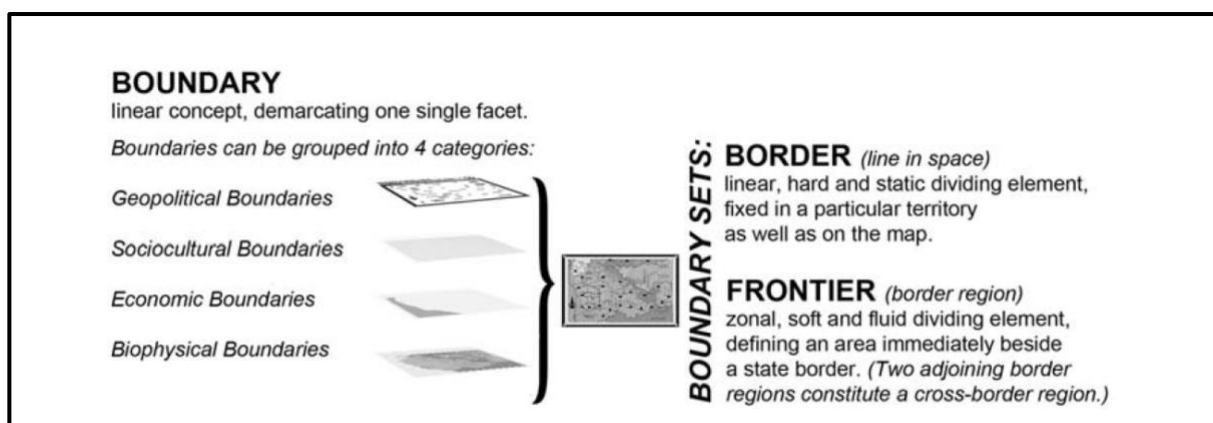 BOUNDARY
linear concept, demarcating one single facet.
Boundaries can be grouped into 4 categories:
Geopolitical Boundaries
Sociocultural Boundaries
Economic Boundaries
Biophysical Boundaries
BOUNDARY SETS:
BORDER (line in space)
linear, hard and static dividing element,
fixed in a particular territory
as well as on the map.
FRONTIER (border region)
zonal, soft and fluid dividing element,
defining an area immediately beside
a state border. (Two adjoining border
regions constitute a cross-border region.)